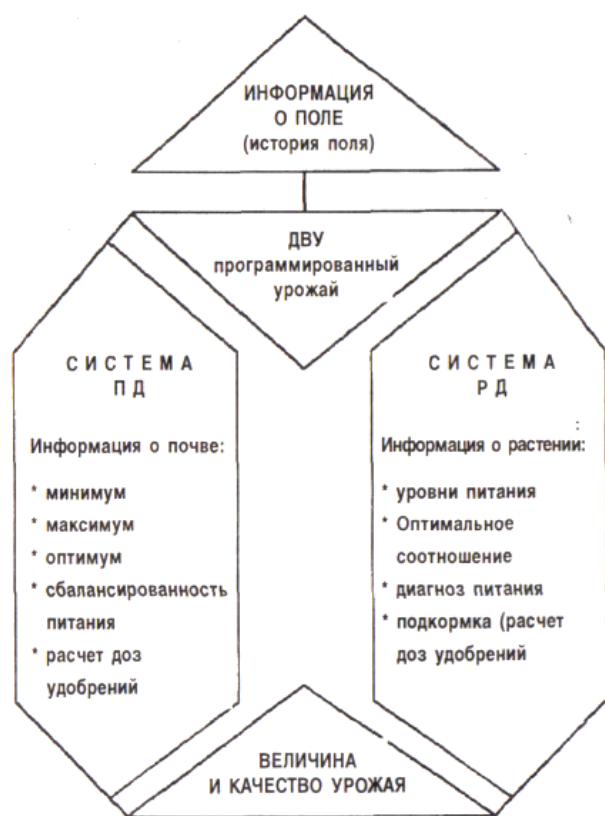 ИНФОРМАЦИЯ
О ПОЛЕ
(история поля)
ДВУ
программированный
урожай
СИСТЕМА
ПД
Информация о почве:
* минимум
* максимум
* оптимум
* сбалансированность
питания
* расчет доз
удобрений
СИСТЕМА
РД
Информация о растении:
* уровни питания
* Оптимальное
соотношение
* диагноз питания
* подкормка (расчет
доз удобрений
ВЕЛИЧИНА
И КАЧЕСТВО УРОЖАЯ